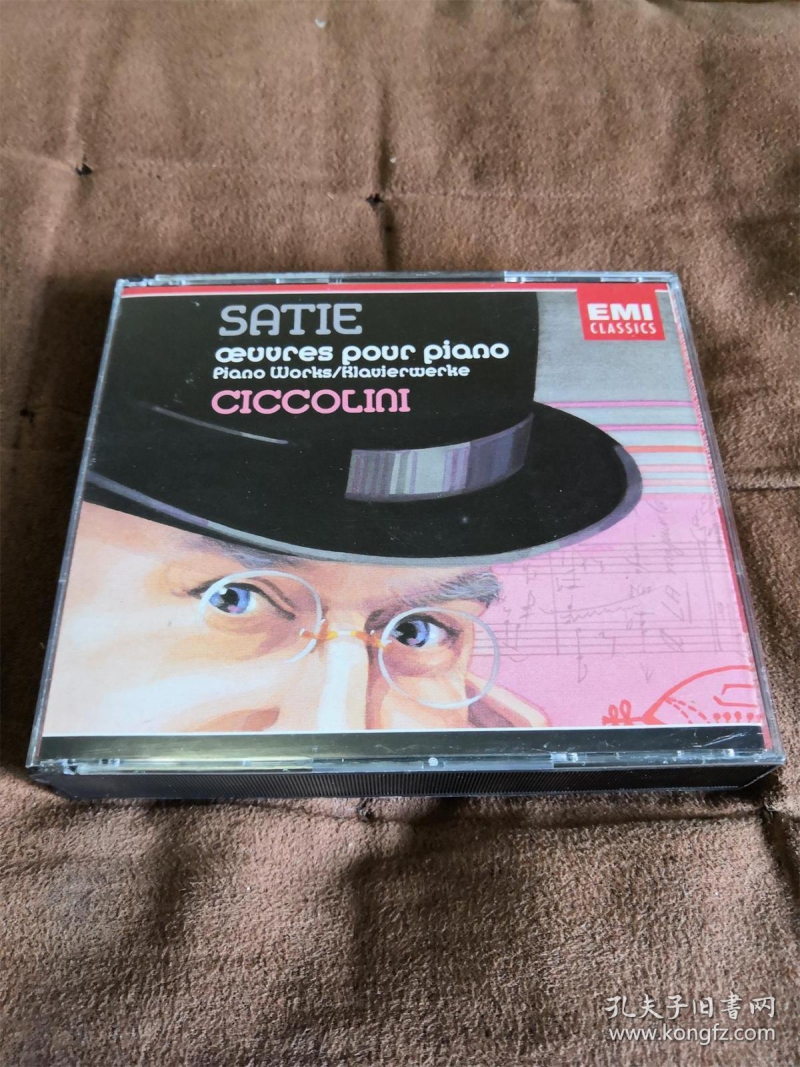 SATIE
œuvres pour piano
Piano Works/Klavierwerke
CICCOLINI
EMI
CLASSICS
孔夫子旧书网
www.kongfz.com